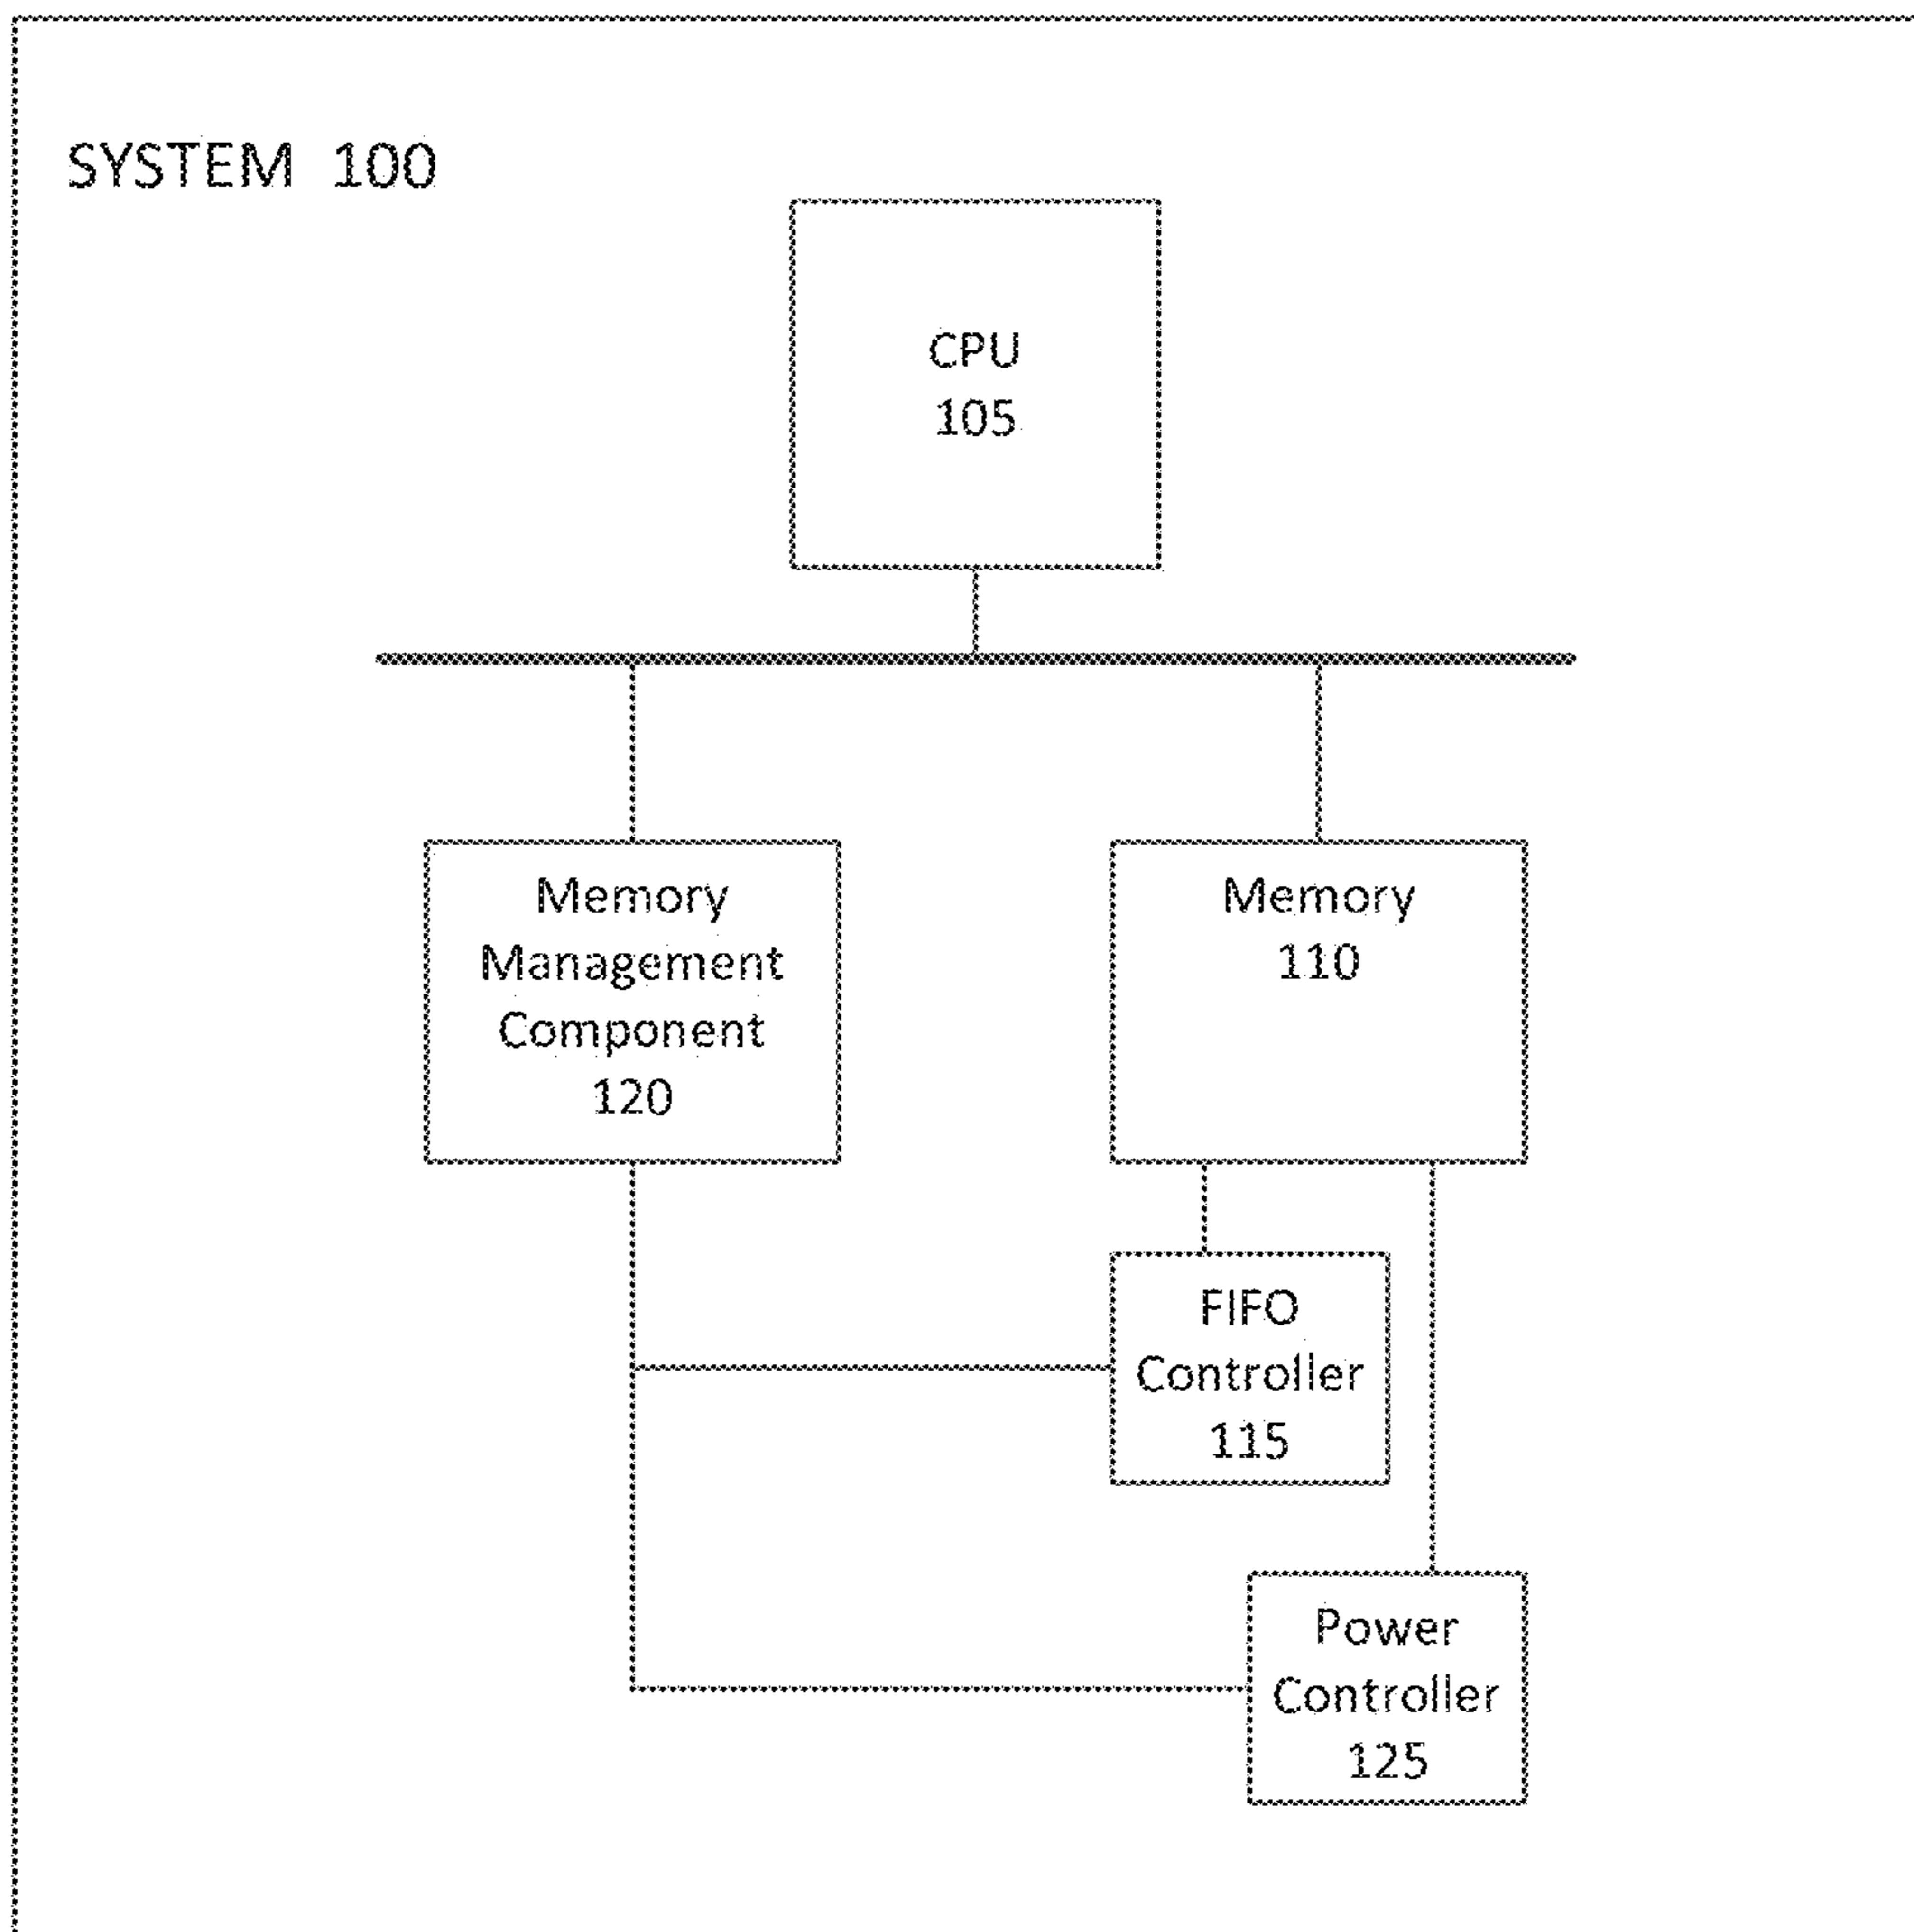 SYSTEM 100
CPU
105
Memory
Management
Component
120
Memory
110
FIFO
Controller
115
Power
Controller
125